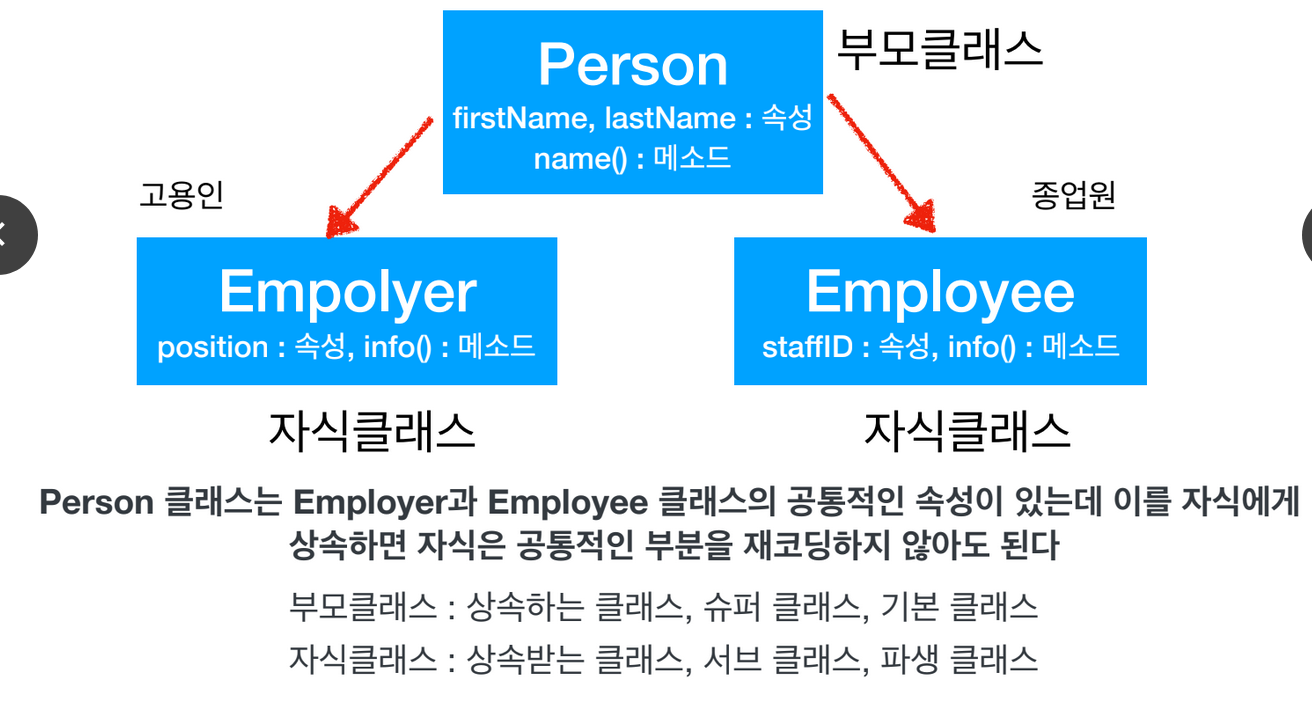 Person
부모클래스
firstName, lastName : 속성
name() : 메소드
고용인
종업원
Empolyer
position : 속성, info() : 메소드
Employee
staffID : 속성, info() : 메소드
자식클래스
자식클래스
Person 클래스는 Employer과 Employee 클래스의 공통적인 속성이 있는데 이를 자식에게
상속하면 자식은 공통적인 부분을 재코딩하지 않아도 된다
부모클래스 : 상속하는 클래스, 슈퍼 클래스, 기본 클래스
자식클래스 : 상속받는 클래스, 서브 클래스, 파생 클래스